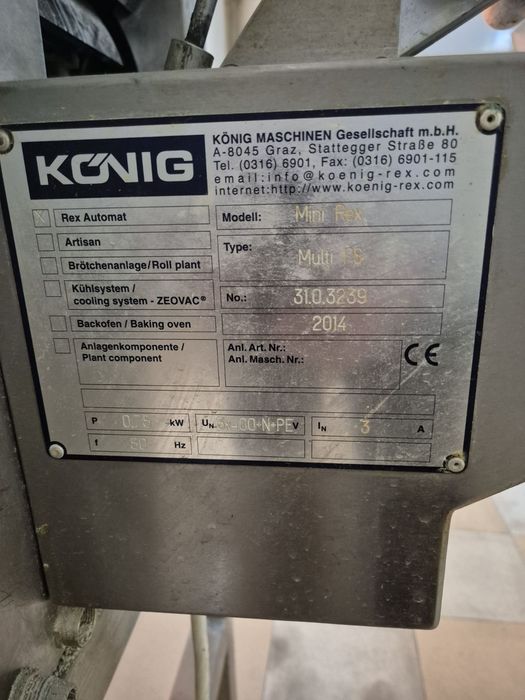 KÖNIG
KÖNIG MASCHINEN Gesellschaft m.b.H.
A-8045 Graz, Stattegger Straße 80
Tel. (0316) 6901, Fax: (0316) 6901-115
email:info@koenig-rex.com
internet:http://www.koenig-rex.com
X Rex Automat
Artisan
Brötchenanlage/Roll plant
Kühlsystem /
cooling system - ZEOVAC®
Backofen / Baking oven
Anlagenkomponente /
Plant component
Modell: Mini Rex
Type: Multi
No.: 31.0.3239
2014
Anl. Art. Nr.:
Anl. Masch. Nr.:
CE
P kW UN N+PE V IN 3 A
f Hz